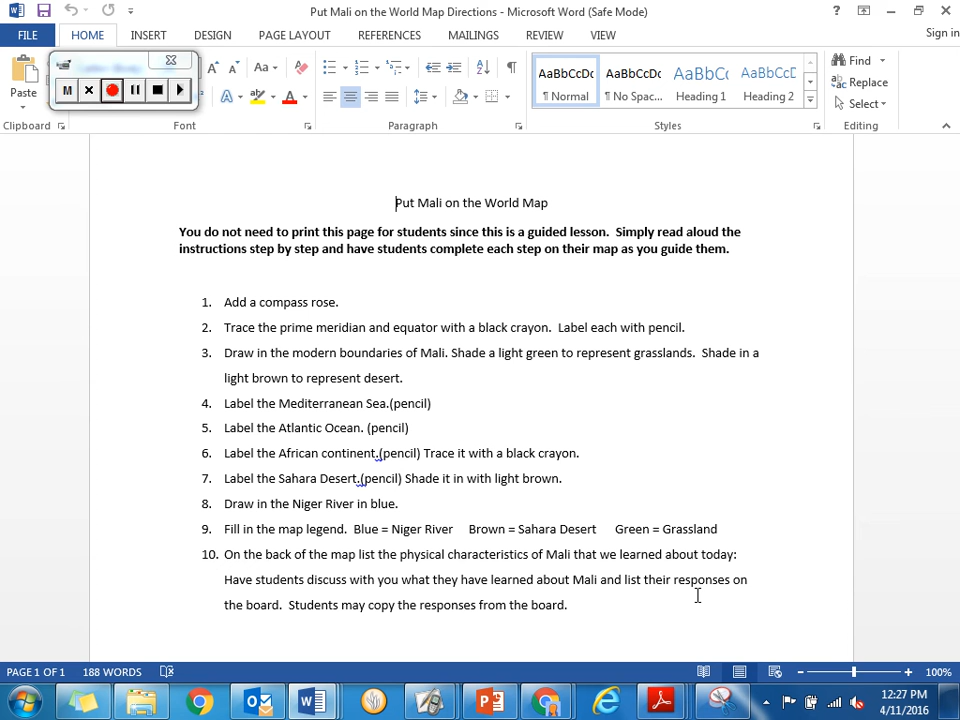 Put Mali on the World Map Directions - Microsoft Word (Safe Mode)
FILE HOME INSERT DESIGN PAGE LAYOUT REFERENCES MAILINGS REVIEW VIEW Sign in
Paste
Clipboard
Font
Paragraph
AaBbCcDc AaBbCcDc AaBbCc AaBbCcDc
¶ Normal ¶ No Spac... Heading 1 Heading 2
Styles
Find
Replace
Select
Editing
M
Put Mali on the World Map
You do not need to print this page for students since this is a guided lesson. Simply read aloud the
instructions step by step and have students complete each step on their map as you guide them.
1. Add a compass rose.
2. Trace the prime meridian and equator with a black crayon. Label each with pencil.
3. Draw in the modern boundaries of Mali. Shade a light green to represent grasslands. Shade in a
light brown to represent desert.
4. Label the Mediterranean Sea.(pencil)
5. Label the Atlantic Ocean. (pencil)
6. Label the African continent.(pencil) Trace it with a black crayon.
7. Label the Sahara Desert.(pencil) Shade it in with light brown.
8. Draw in the Niger River in blue.
9. Fill in the map legend. Blue = Niger River Brown = Sahara Desert Green = Grassland
10. On the back of the map list the physical characteristics of Mali that we learned about today:
Have students discuss with you what they have learned about Mali and list their responses on
the board. Students may copy the responses from the board.
PAGE 1 OF 1 188 WORDS 100%
12:27 PM
4/11/2016